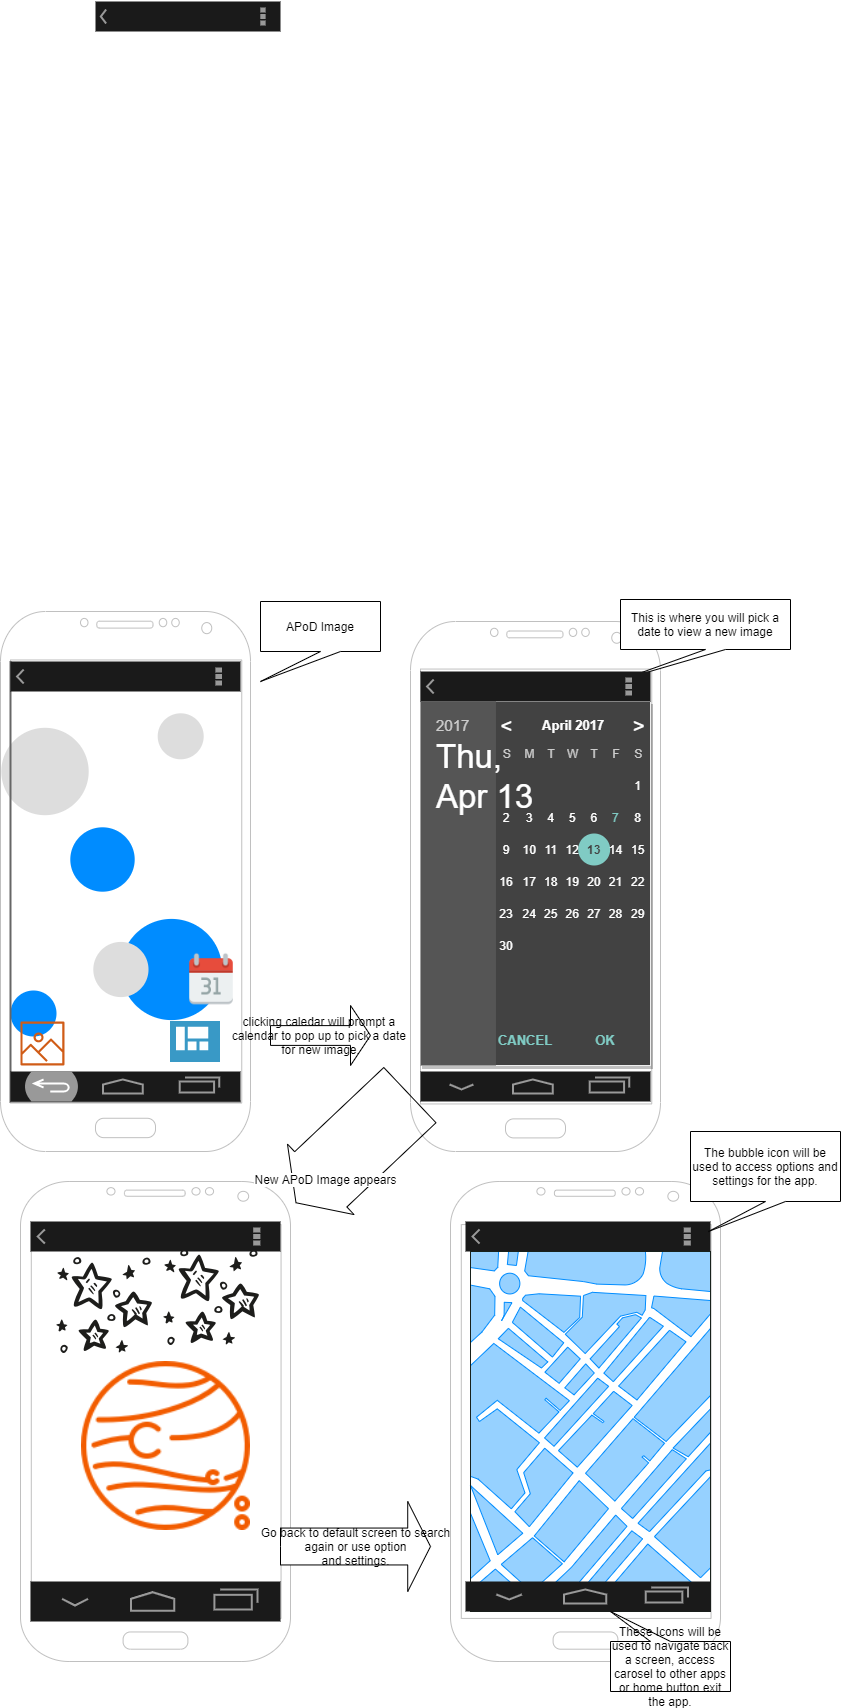 APoD Image
This is where you will pick a
date to view a new image
2017
Thu,
Apr 13
< April 2017 >
S M T W T F S
1
2 3 4 5 6 7 8
9 10 11 12 13 14 15
16 17 18 19 20 21 22
23 24 25 26 27 28 29
30
CANCEL OK
31
clicking caledar will prompt a
calendar to pop up to pick a date
for new image
New APoD Image appears
The bubble icon will be
used to access options and
settings for the app.
Go back to default screen to search
again or use option
and settings.
These Icons will be
used to navigate back
a screen, access
carosel to other apps
or home button exit
the app.